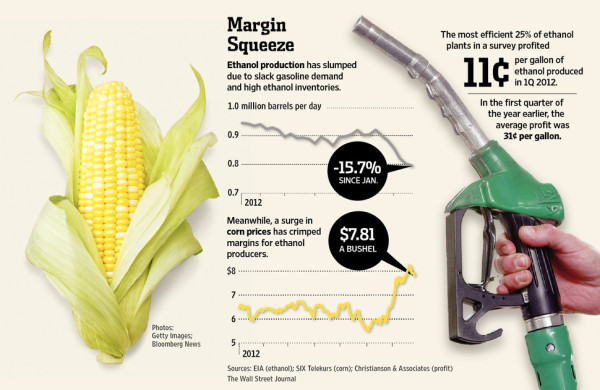 Margin
Squeeze
Ethanol production has slumped
due to slack gasoline demand
and high ethanol inventories.
1.0 million barrels per day
0.9
0.8
0.7
2012
-15.7%
SINCE JAN.
Meanwhile, a surge in
corn prices has crimped
margins for ethanol
producers.
$7.81
A BUSHEL
$8
7
6
5
2012
Photos:
Getty Images;
Bloomberg News
Sources: EIA (ethanol); SIX Telekurs (corn); Christianson & Associates (profit)
The Wall Street Journal
The most efficient 25% of ethanol
plants in a survey profited
11¢
per gallon of
ethanol produced
in 1Q 2012.
In the first quarter of
the year earlier, the
average profit was
31¢ per gallon.